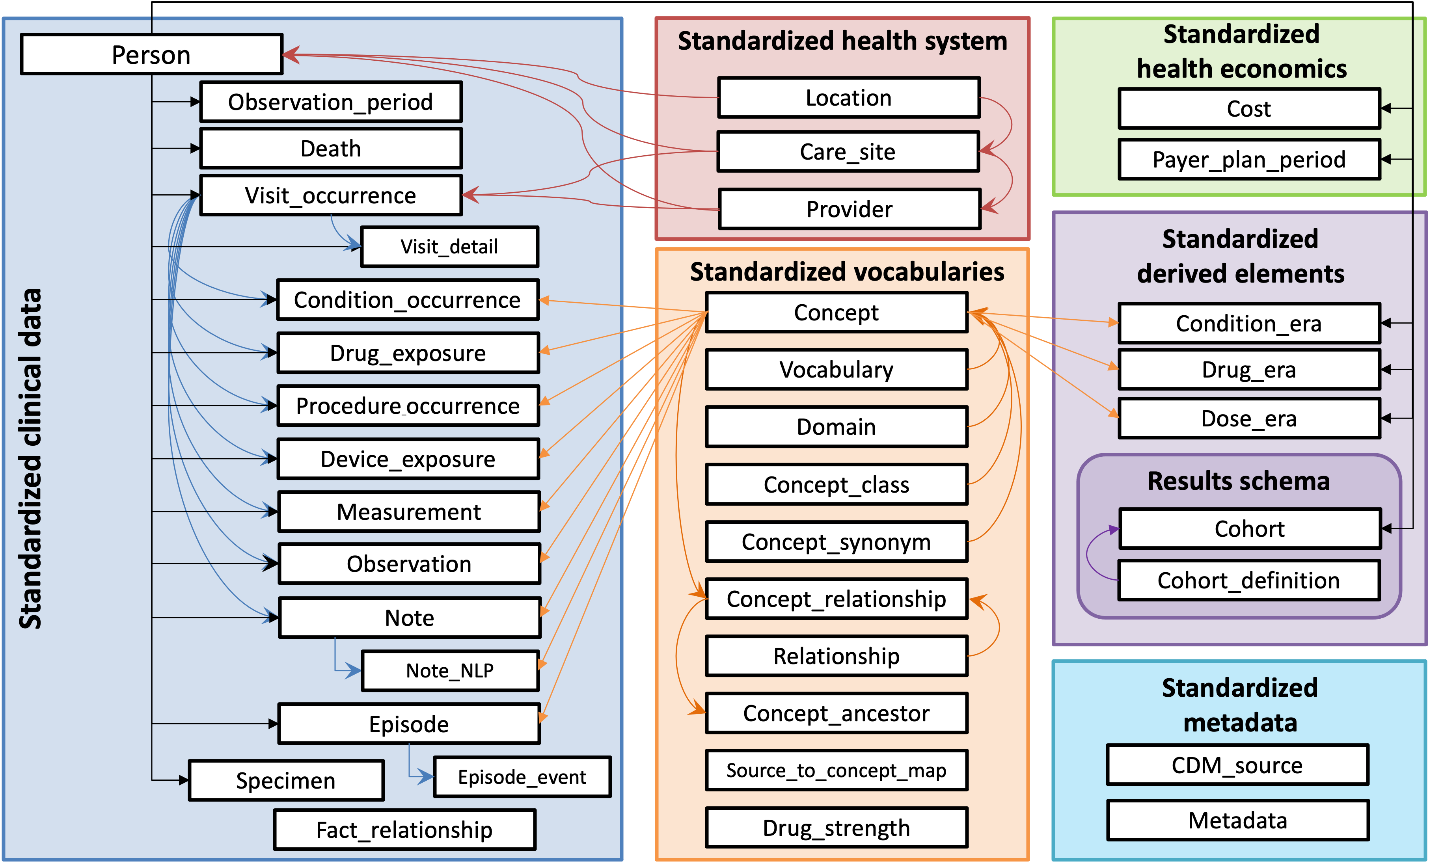 Standardized clinical data
Person
Observation_period
Death
Visit_occurrence
Visit_detail
Condition_occurrence
Drug_exposure
Procedure_occurrence
Device_exposure
Measurement
Observation
Note
Note_NLP
Episode
Specimen
Episode_event
Fact_relationship
Standardized health system
Location
Care_site
Provider
Standardized vocabularies
Concept
Vocabulary
Domain
Concept_class
Concept_synonym
Concept_relationship
Relationship
Concept_ancestor
Source_to_concept_map
Drug_strength
Standardized
health economics
Cost
Payer_plan_period
Standardized
derived elements
Condition_era
Drug_era
Dose_era
Results schema
Cohort
Cohort_definition
Standardized
metadata
CDM_source
Metadata